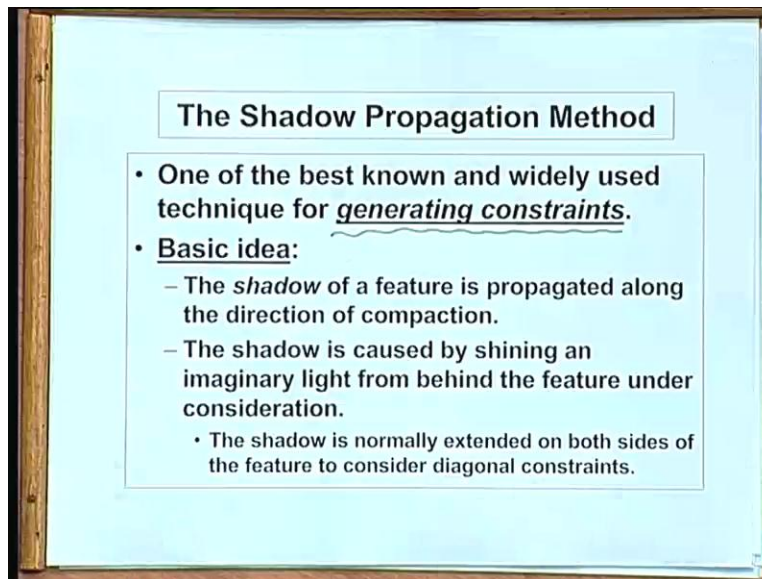 The Shadow Propagation Method
• One of the best known and widely used
technique for generating constraints.
• Basic idea:
– The shadow of a feature is propagated along
the direction of compaction.
– The shadow is caused by shining an
imaginary light from behind the feature under
consideration.
• The shadow is normally extended on both sides of
the feature to consider diagonal constraints.